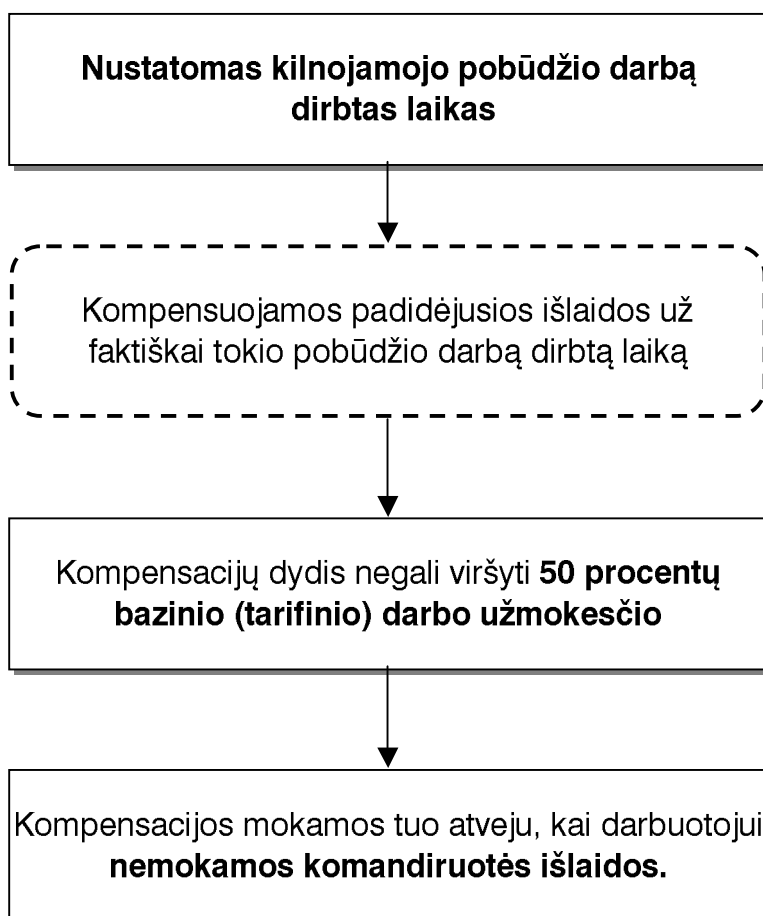 Nustatomas kilnojamojo pobūdžio darbą
dirbtas laikas
Kompensuojamos padidėjusios išlaidos už
faktiškai tokio pobūdžio darbą dirbtą laiką
Kompensacijų dydis negali viršyti 50 procentų
bazinio (tarifinio) darbo užmokesčio
Kompensacijos mokamos tuo atveju, kai darbuotojui
nemokamos komandiruotės išlaidos.